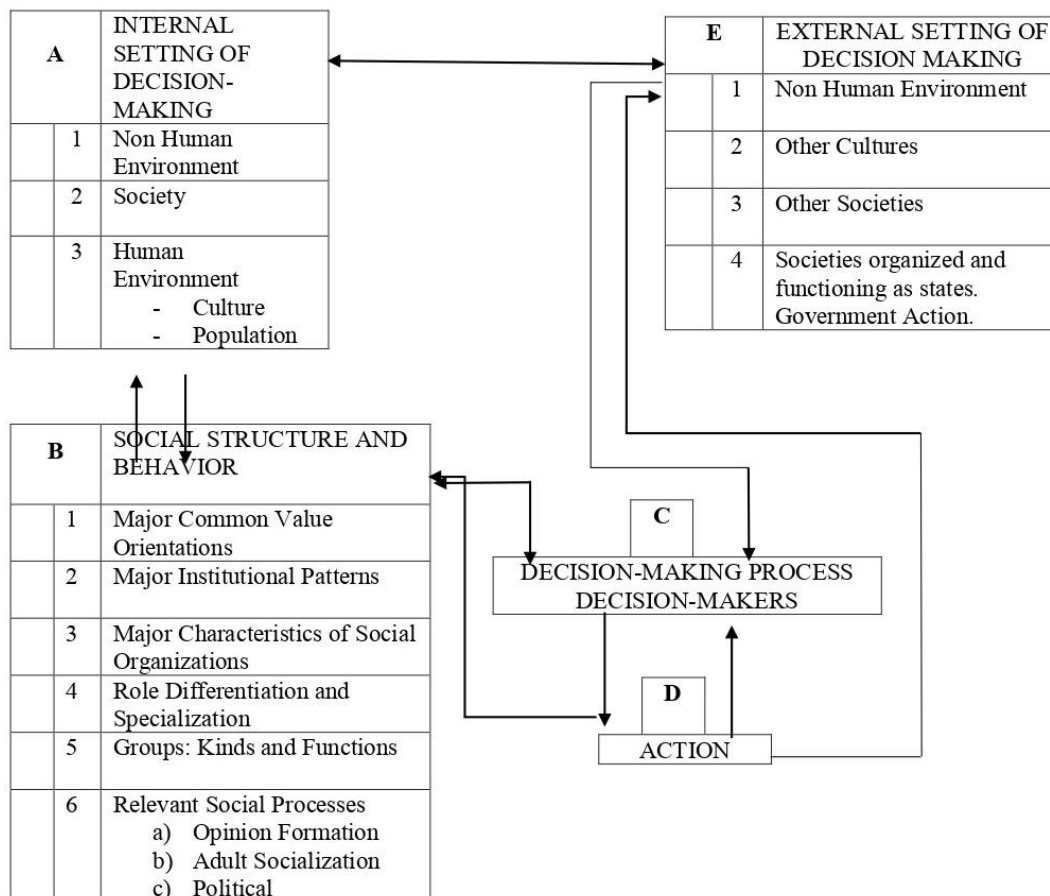 A
INTERNAL
SETTING OF
DECISION-
MAKING
1 Non Human
Environment
2 Society
3 Human
Environment
- Culture
- Population
E
EXTERNAL SETTING OF
DECISION MAKING
1 Non Human Environment
2 Other Cultures
3 Other Societies
4 Societies organized and
functioning as states.
Government Action.
B
SOCIAL STRUCTURE AND
BEHAVIOR
1 Major Common Value
Orientations
2 Major Institutional Patterns
3 Major Characteristics of Social
Organizations
4 Role Differentiation and
Specialization
5 Groups: Kinds and Functions
6 Relevant Social Processes
a) Opinion Formation
b) Adult Socialization
c) Political
C
DECISION-MAKING PROCESS
DECISION-MAKERS
D
ACTION